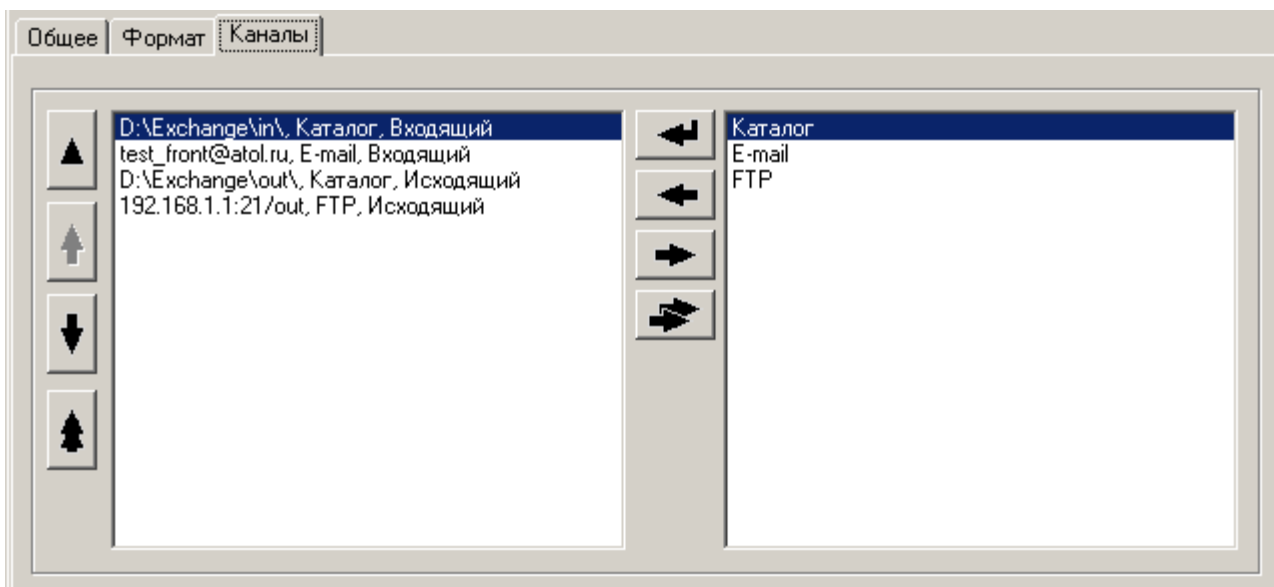 Общее Формат Каналы
D:\Exchange\in\, Каталог, Входящий
test_front@atol.ru, E-mail, Входящий
D:\Exchange\out\, Каталог, Исходящий
192.168.1.1:21/out, FTP, Исходящий
Каталог
E-mail
FTP